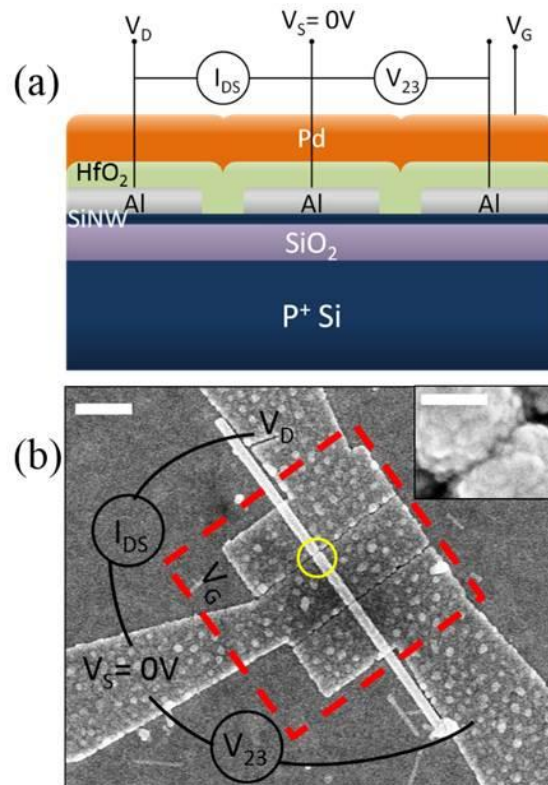 V_D
V_S= 0V
V_G
(a)
I_DS
V_23
Pd
HfO_2
Al
Al
Al
SiNW
SiO_2
P^+ Si
(b)
V_D
I_DS
V_G
V_S= 0V
V_23